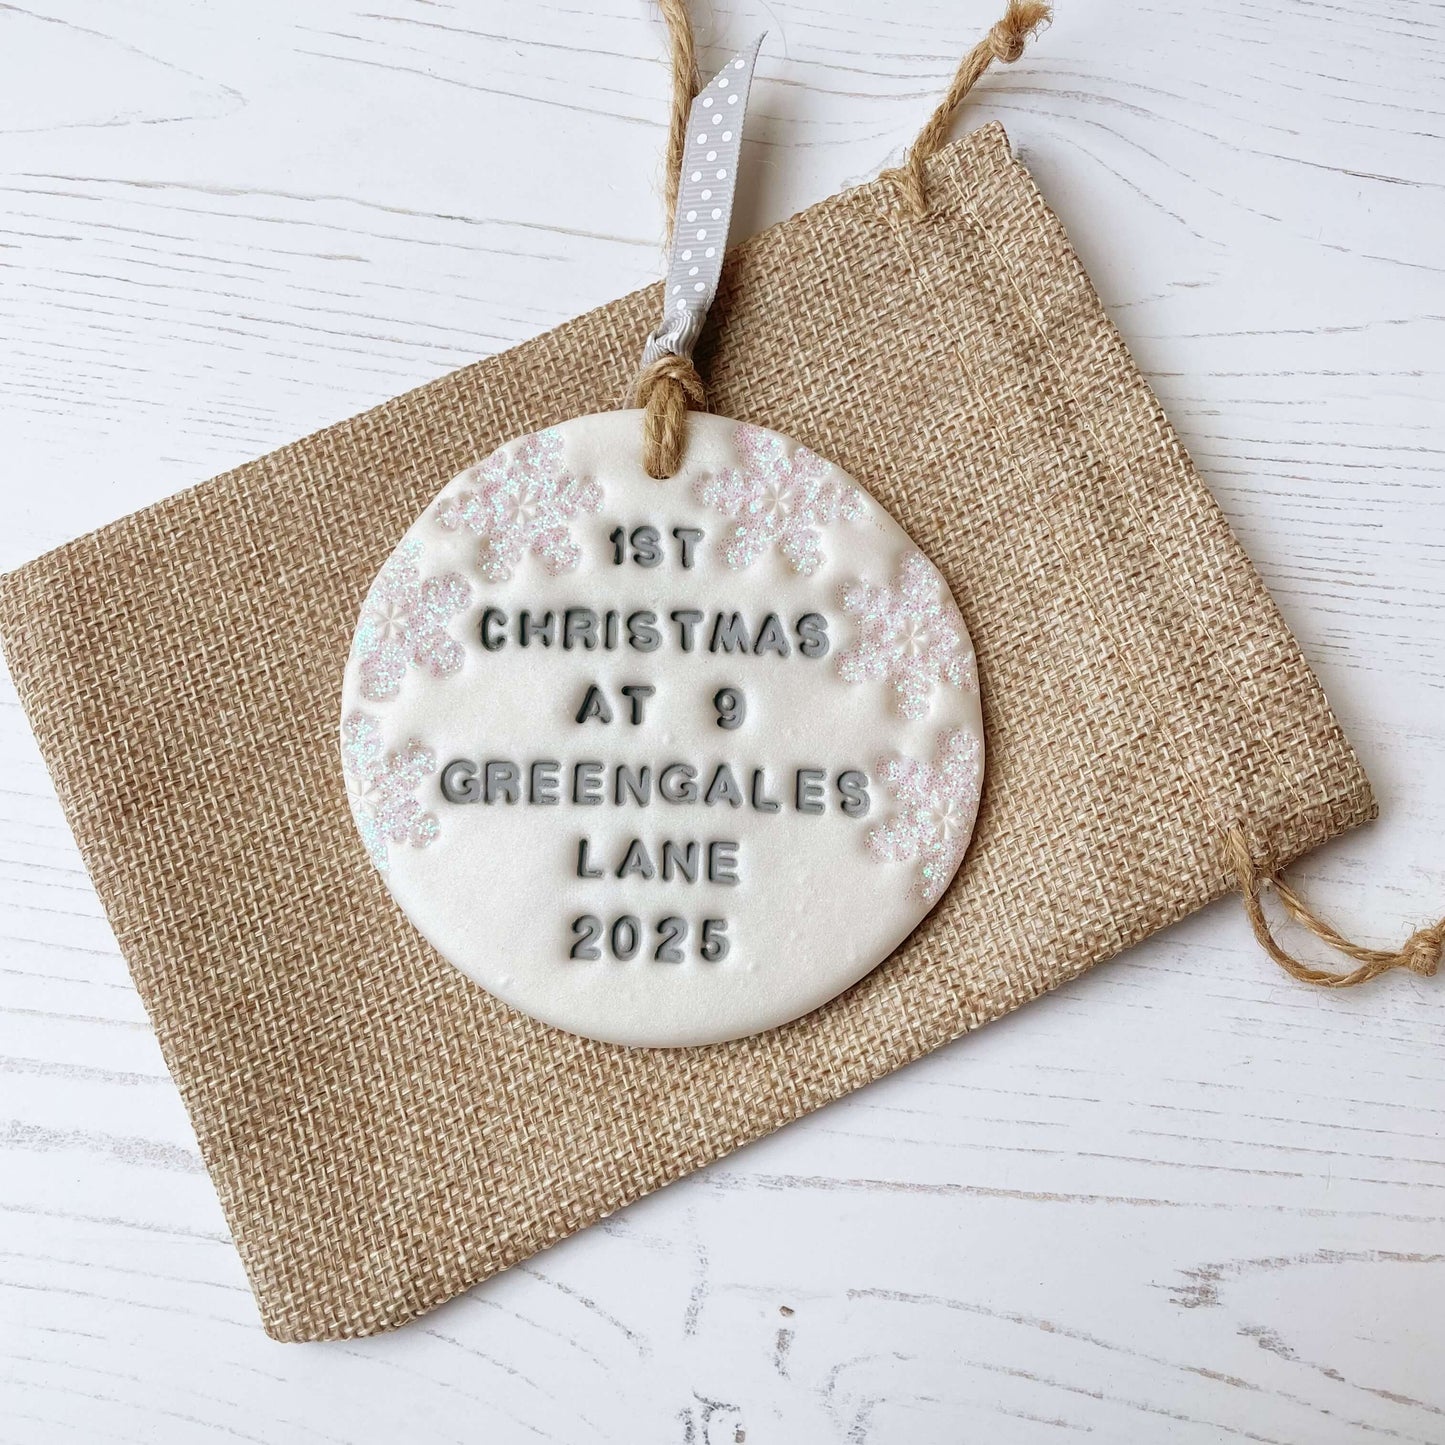 1ST
CHRISTMAS
AT 9
GREENGALES
LANE
2025